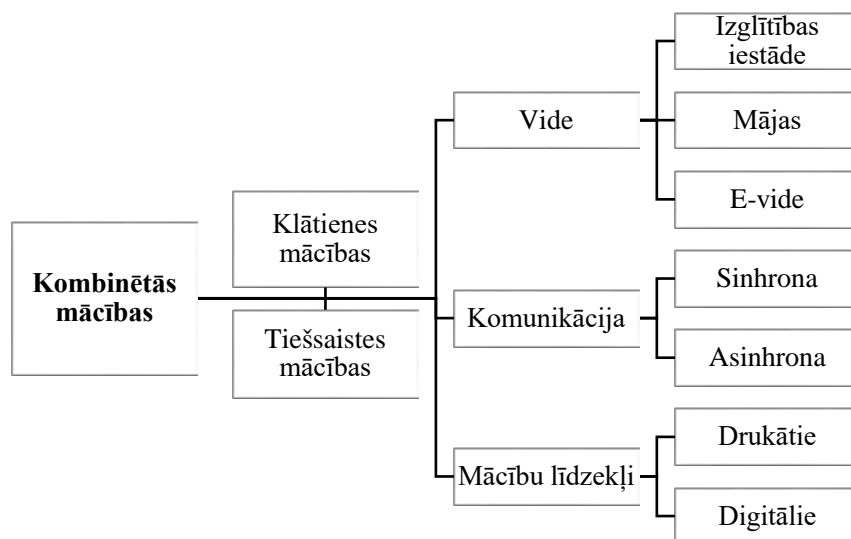 Kombinētās
mācības
Klātienes
mācības
Tiešsaistes
mācības
Vide
Izglītības
iestāde
Mājas
E-vide
Komunikācija
Sinhrona
Asinhrona
Mācību līdzekļi
Drukātie
Digitālie